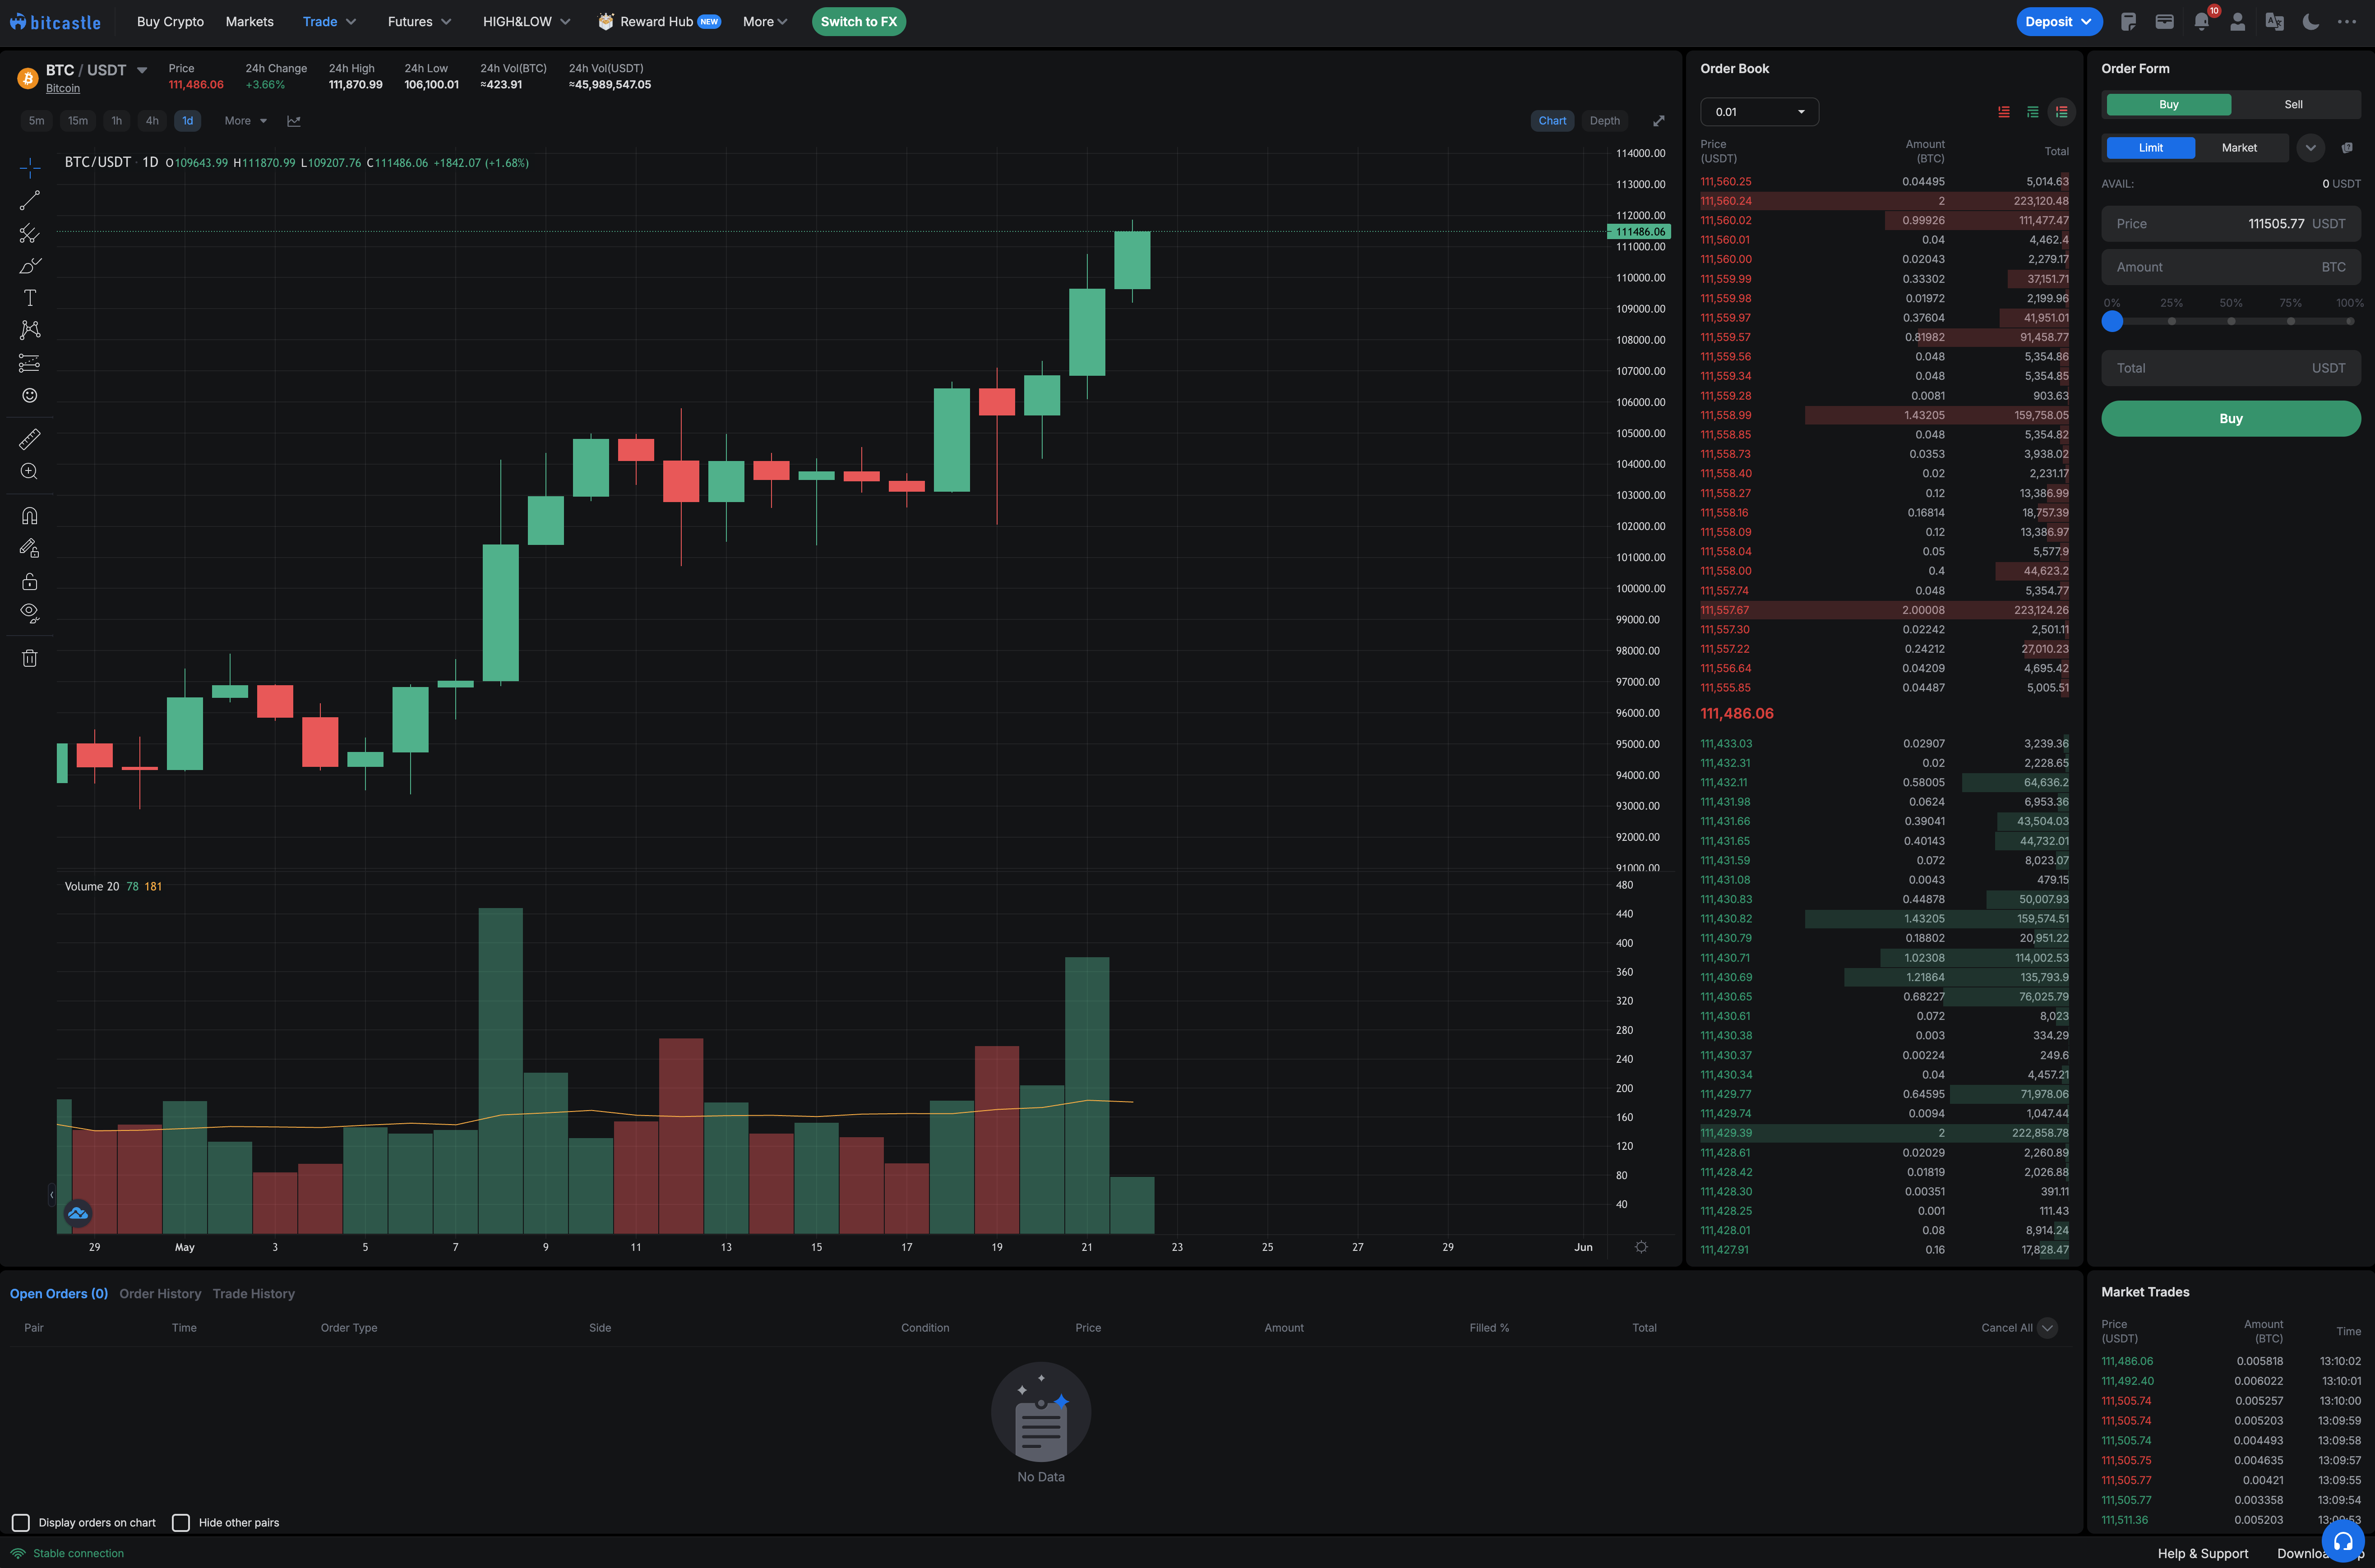 bitcastle
Buy Crypto Markets Trade Futures HIGH&LOW Reward Hub NEW More Switch to FX
Deposit 10
BTC / USDT
Bitcoin
Price 24h Change 24h High 24h Low 24h Vol(BTC) 24h Vol(USDT)
111,486.06 +3.66% 111,870.99 106,100.01 ≈423.91 ≈45,989,547.05
5m 15m 1h 4h 1d More
Chart Depth
BTC/USDT · 1D O109643.99 H111870.99 L109207.76 C111486.06 +1842.07 (+1.68%)
114000.00
113000.00
112000.00
111486.06
111000.00
110000.00
109000.00
108000.00
107000.00
106000.00
105000.00
104000.00
103000.00
102000.00
101000.00
100000.00
99000.00
98000.00
97000.00
96000.00
95000.00
94000.00
93000.00
92000.00
91000.00
Volume 20 78 181
480
440
400
360
320
280
240
200
160
120
80
40
29 May 3 5 7 9 11 13 15 17 19 21 23 25 27 29 Jun
Order Book
0.01
Price (USDT) Amount (BTC) Total
111,560.25 0.04495 5,014.63
111,560.24 2 223,120.48
111,560.02 0.99926 111,477.47
111,560.01 0.04 4,462.4
111,560.00 0.02043 2,279.17
111,559.99 0.33302 37,151.71
111,559.98 0.01972 2,199.96
111,559.97 0.37604 41,951.01
111,559.57 0.81982 91,458.77
111,559.56 0.048 5,354.86
111,559.34 0.048 5,354.85
111,559.28 0.0081 903.63
111,558.99 1.43205 159,758.05
111,558.85 0.048 5,354.82
111,558.73 0.0353 3,938.02
111,558.40 0.02 2,231.17
111,558.27 0.12 13,386.99
111,558.16 0.16814 18,757.39
111,558.09 0.12 13,386.97
111,558.04 0.05 5,577.9
111,558.00 0.4 44,623.2
111,557.74 0.048 5,354.77
111,557.67 2.00008 223,124.26
111,557.30 0.02242 2,501.11
111,557.22 0.24212 27,010.23
111,556.64 0.04209 4,695.42
111,555.85 0.04487 5,005.51
111,486.06
111,433.03 0.02907 3,239.36
111,432.31 0.02 2,228.65
111,432.11 0.58005 64,636.2
111,431.98 0.0624 6,953.36
111,431.66 0.39041 43,504.03
111,431.65 0.40143 44,732.01
111,431.59 0.072 8,023.07
111,431.08 0.0043 479.15
111,430.83 0.44878 50,007.93
111,430.82 1.43205 159,574.51
111,430.79 0.18802 20,951.22
111,430.71 1.02308 114,002.53
111,430.69 1.21864 135,793.9
111,430.65 0.68227 76,025.79
111,430.61 0.072 8,023
111,430.38 0.003 334.29
111,430.37 0.00224 249.6
111,430.34 0.04 4,457.21
111,429.77 0.64595 71,978.06
111,429.74 0.0094 1,047.44
111,429.39 2 222,858.78
111,428.61 0.02029 2,260.89
111,428.42 0.01819 2,026.88
111,428.30 0.00351 391.11
111,428.25 0.001 111.43
111,428.01 0.08 8,914.24
111,427.91 0.16 17,828.47
Order Form
Buy Sell
Limit Market
AVAIL: 0 USDT
Price 111505.77 USDT
Amount BTC
0% 25% 50% 75% 100%
Total USDT
Buy
Open Orders (0) Order History Trade History
Pair Time Order Type Side Condition Price Amount Filled % Total Cancel All
No Data
Display orders on chart Hide other pairs
Market Trades
Price (USDT) Amount (BTC) Time
111,486.06 0.005818 13:10:02
111,492.40 0.006022 13:10:01
111,505.74 0.005257 13:10:00
111,505.74 0.005203 13:09:59
111,505.74 0.004493 13:09:58
111,505.75 0.004635 13:09:57
111,505.77 0.00421 13:09:55
111,505.77 0.003358 13:09:54
111,511.36 0.005203 13:09:53
Stable connection
Help & Support